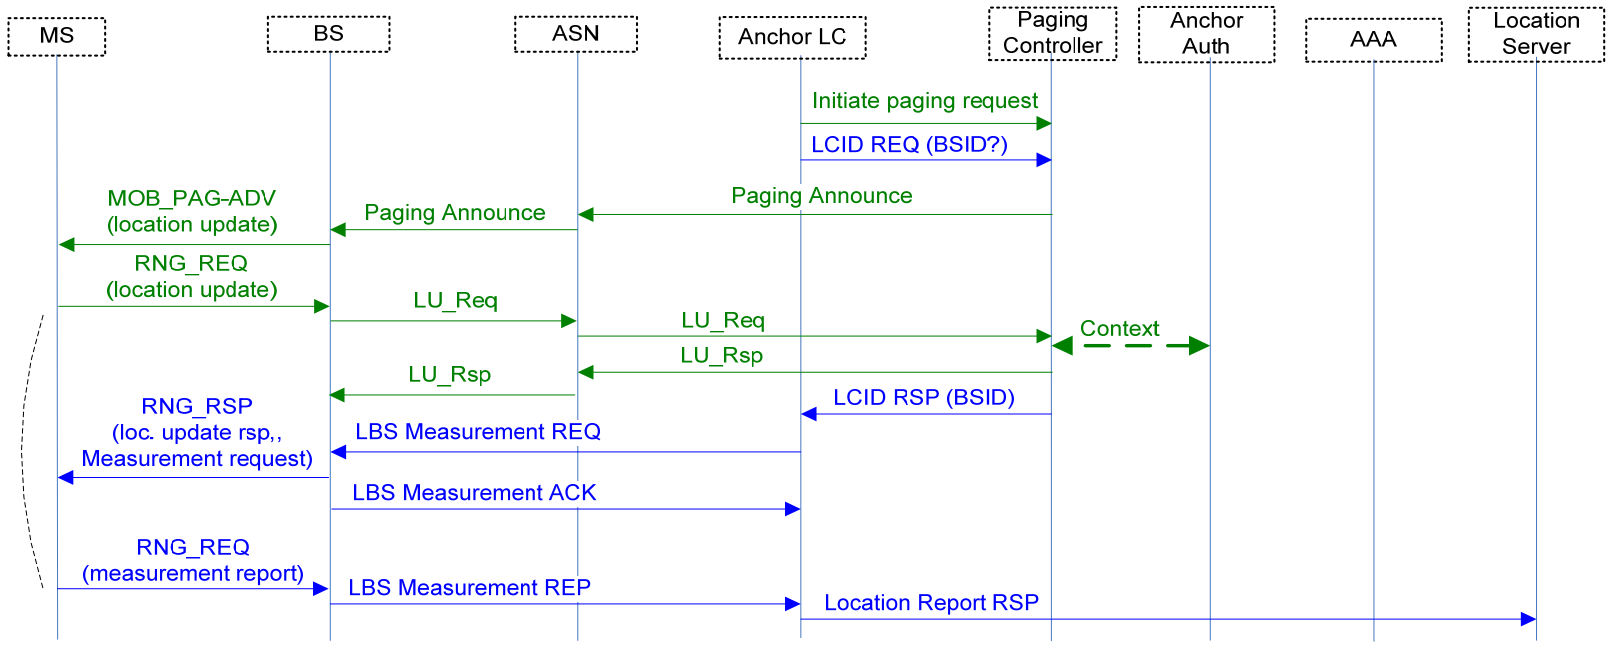 MS
BS
ASN
Anchor LC
Paging
Controller
Anchor
Auth
AAA
Location
Server
Initiate paging request
LCID REQ (BSID?)
MOB_PAG-ADV
(location update)
Paging Announce
Paging Announce
RNG_REQ
(location update)
LU_Req
LU_Req
Context
LU_Rsp
LU_Rsp
LCID RSP (BSID)
RNG_RSP
(loc. update rsp,,
Measurement request)
LBS Measurement REQ
LBS Measurement ACK
RNG_REQ
(measurement report)
LBS Measurement REP
Location Report RSP